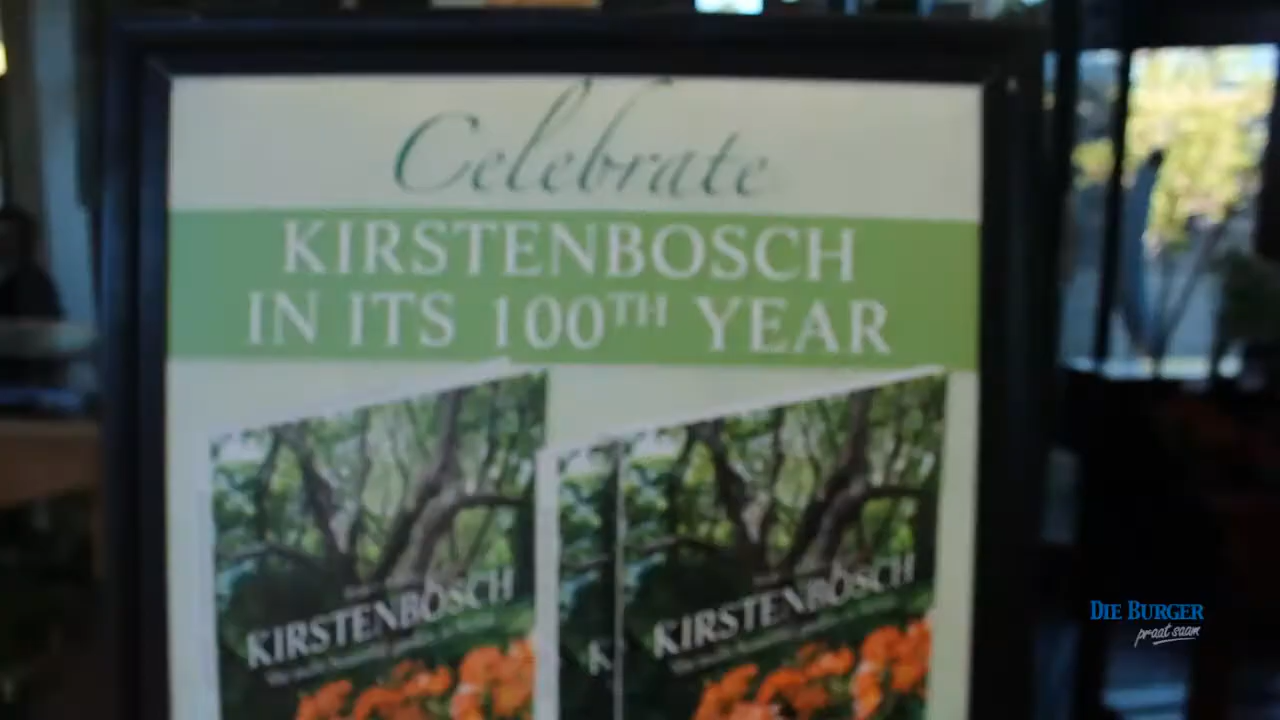 Celebrate
KIRSTENBOSCH
IN ITS 100TH YEAR
KIRSTENBOSCH
K
KIRSTENBOSCH
DIE BURGER
praat saam